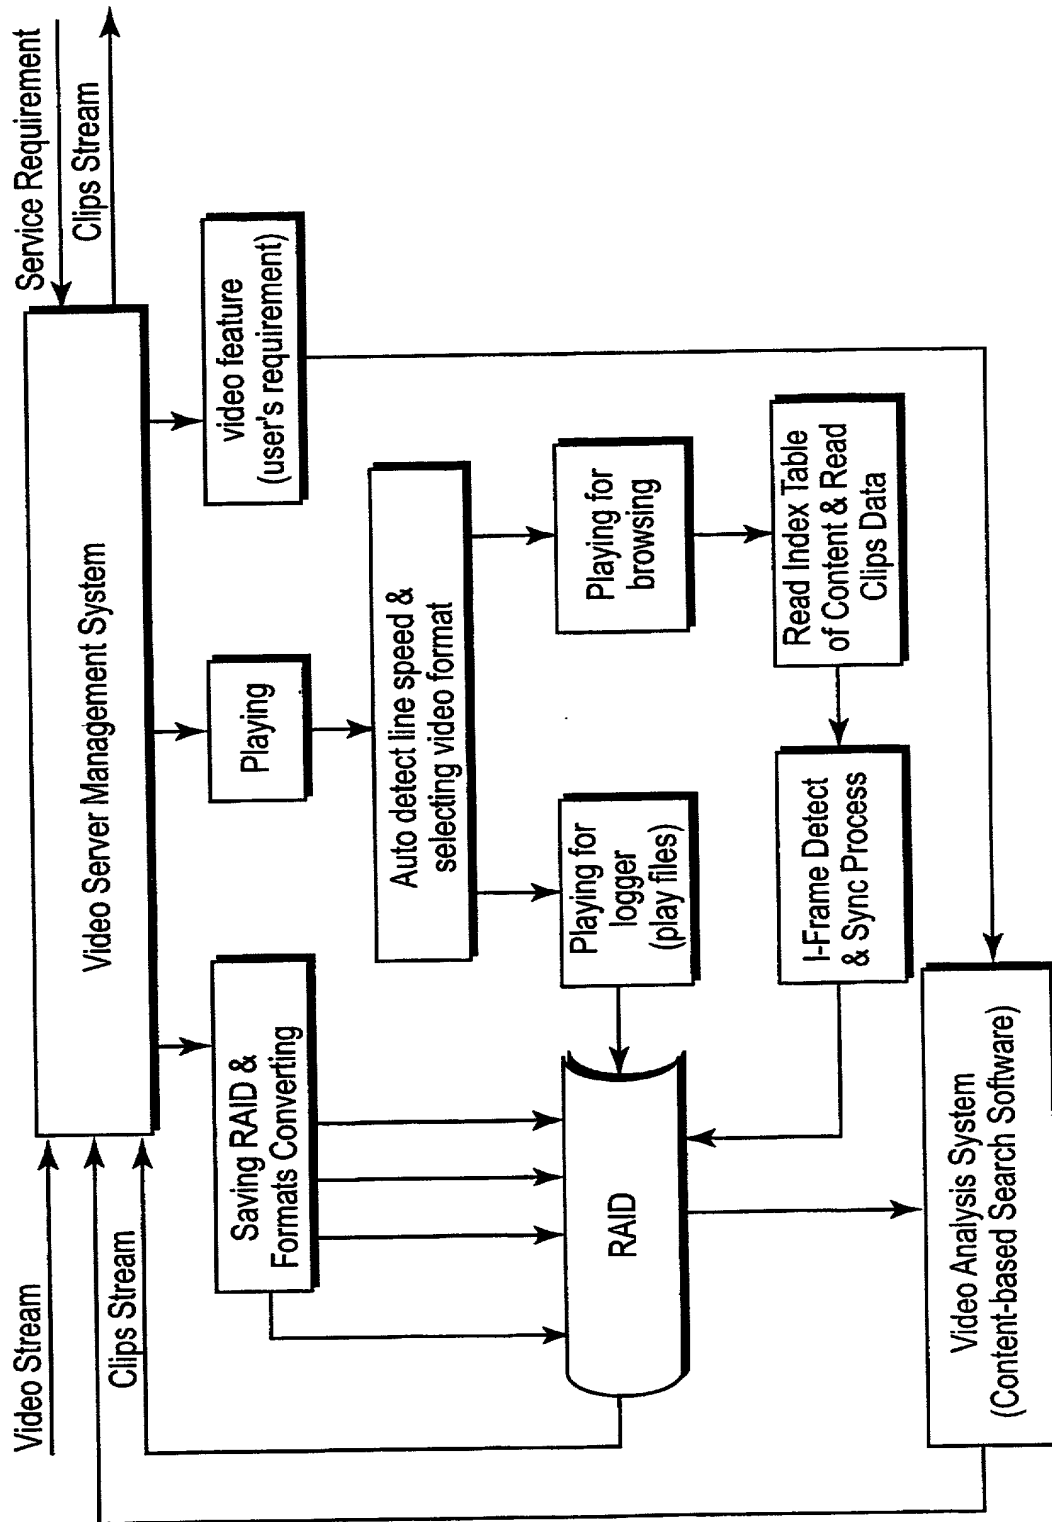 Video Stream
Clips Stream
Service Requirement
Clips Stream
Video Server Management System
Saving RAID &
Formats Converting
Playing
video feature
(user's requirement)
Auto detect line speed &
selecting video format
Playing for
logger
(play files)
Playing for
browsing
RAID
I-Frame Detect
& Sync Process
Read Index Table
of Content & Read
Clips Data
Video Analysis System
(Content-based Search Software)